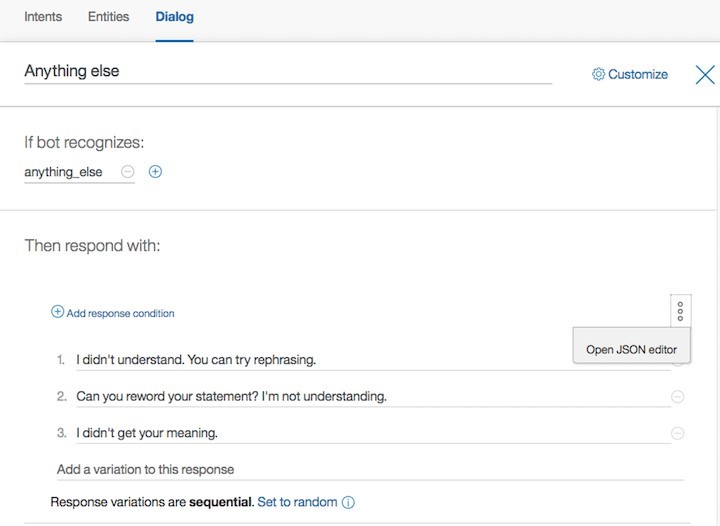 Intents Entities Dialog
Anything else Customize
If bot recognizes:
anything_else
Then respond with:
Add response condition
Open JSON editor
1. I didn't understand. You can try rephrasing.
2. Can you reword your statement? I'm not understanding.
3. I didn't get your meaning.
Add a variation to this response
Response variations are sequential. Set to random